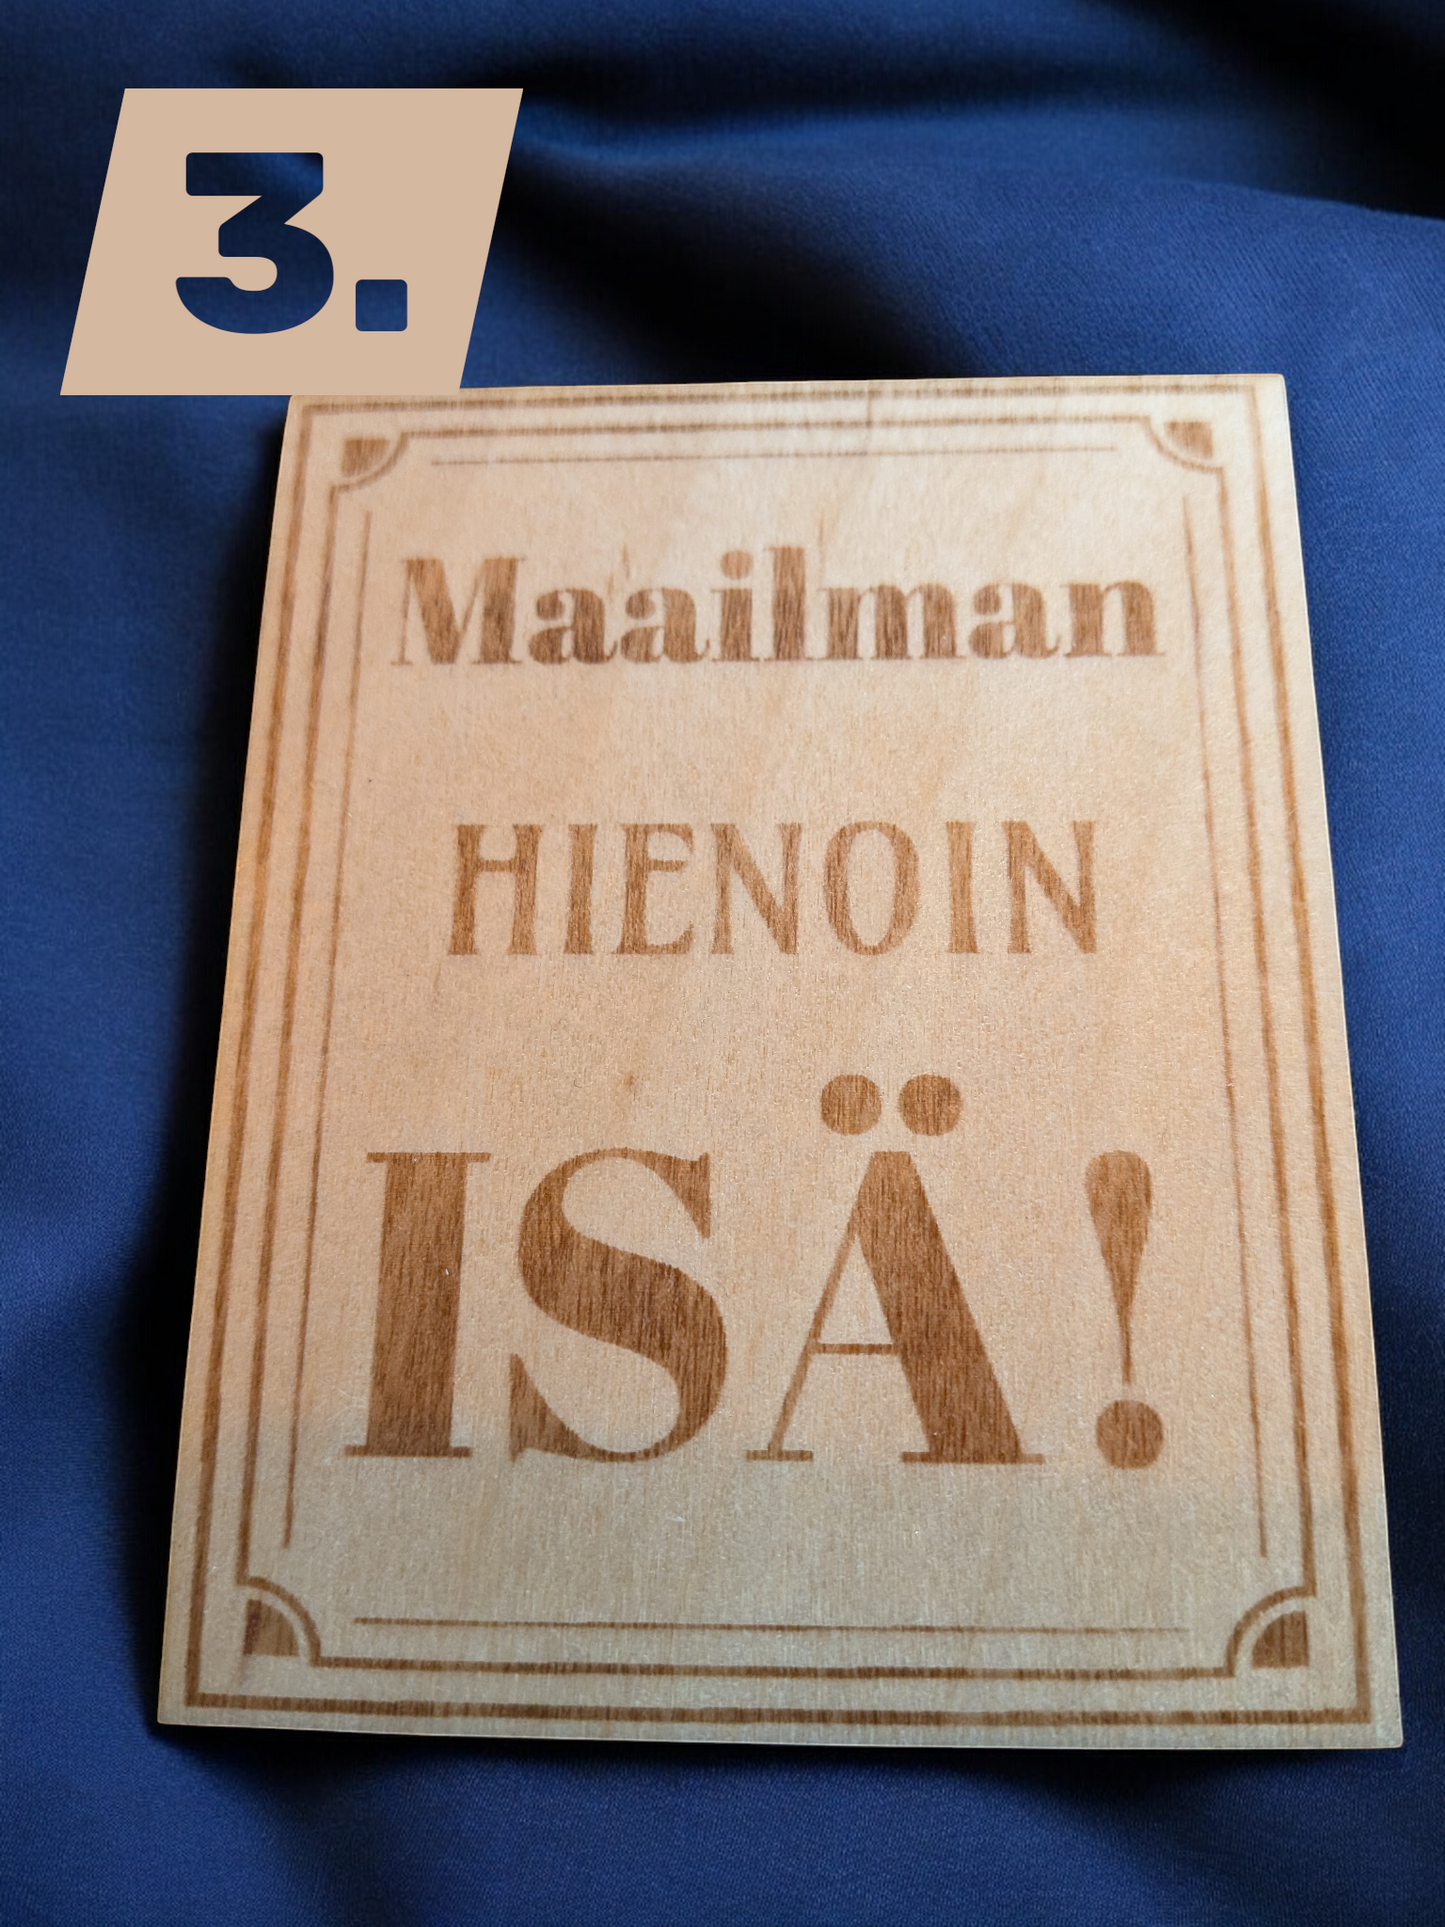 3.
Maailman
HIENOIN
ISÄ!